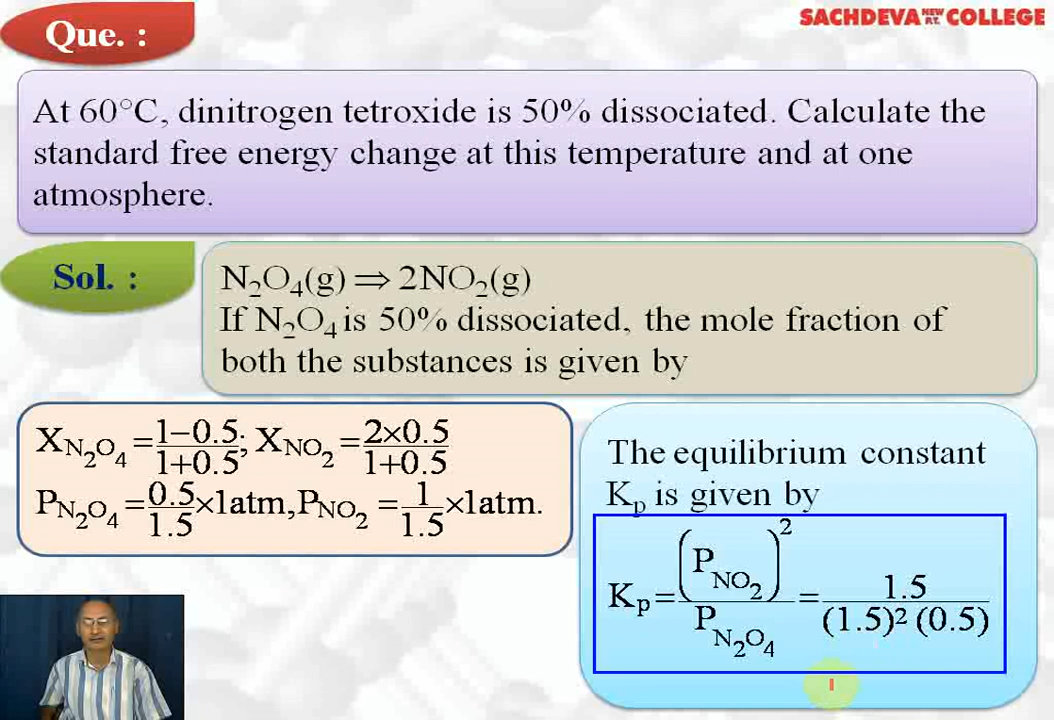 SACHDEVA NEW P.T. COLLEGE
Que. :
At 60°C, dinitrogen tetroxide is 50% dissociated. Calculate the
standard free energy change at this temperature and at one
atmosphere.
Sol. :
N₂O₄(g) ⇒ 2NO₂(g)
If N₂O₄ is 50% dissociated, the mole fraction of
both the substances is given by
X_N₂O₄ = (1−0.5)/(1+0.5); X_NO₂ = (2×0.5)/(1+0.5)
P_N₂O₄ = 0.5/1.5 ×1atm, P_NO₂ = 1/1.5 ×1atm.
The equilibrium constant
Kp is given by
Kp = (P_NO₂)² / P_N₂O₄ = 1.5 / (1.5)² (0.5)